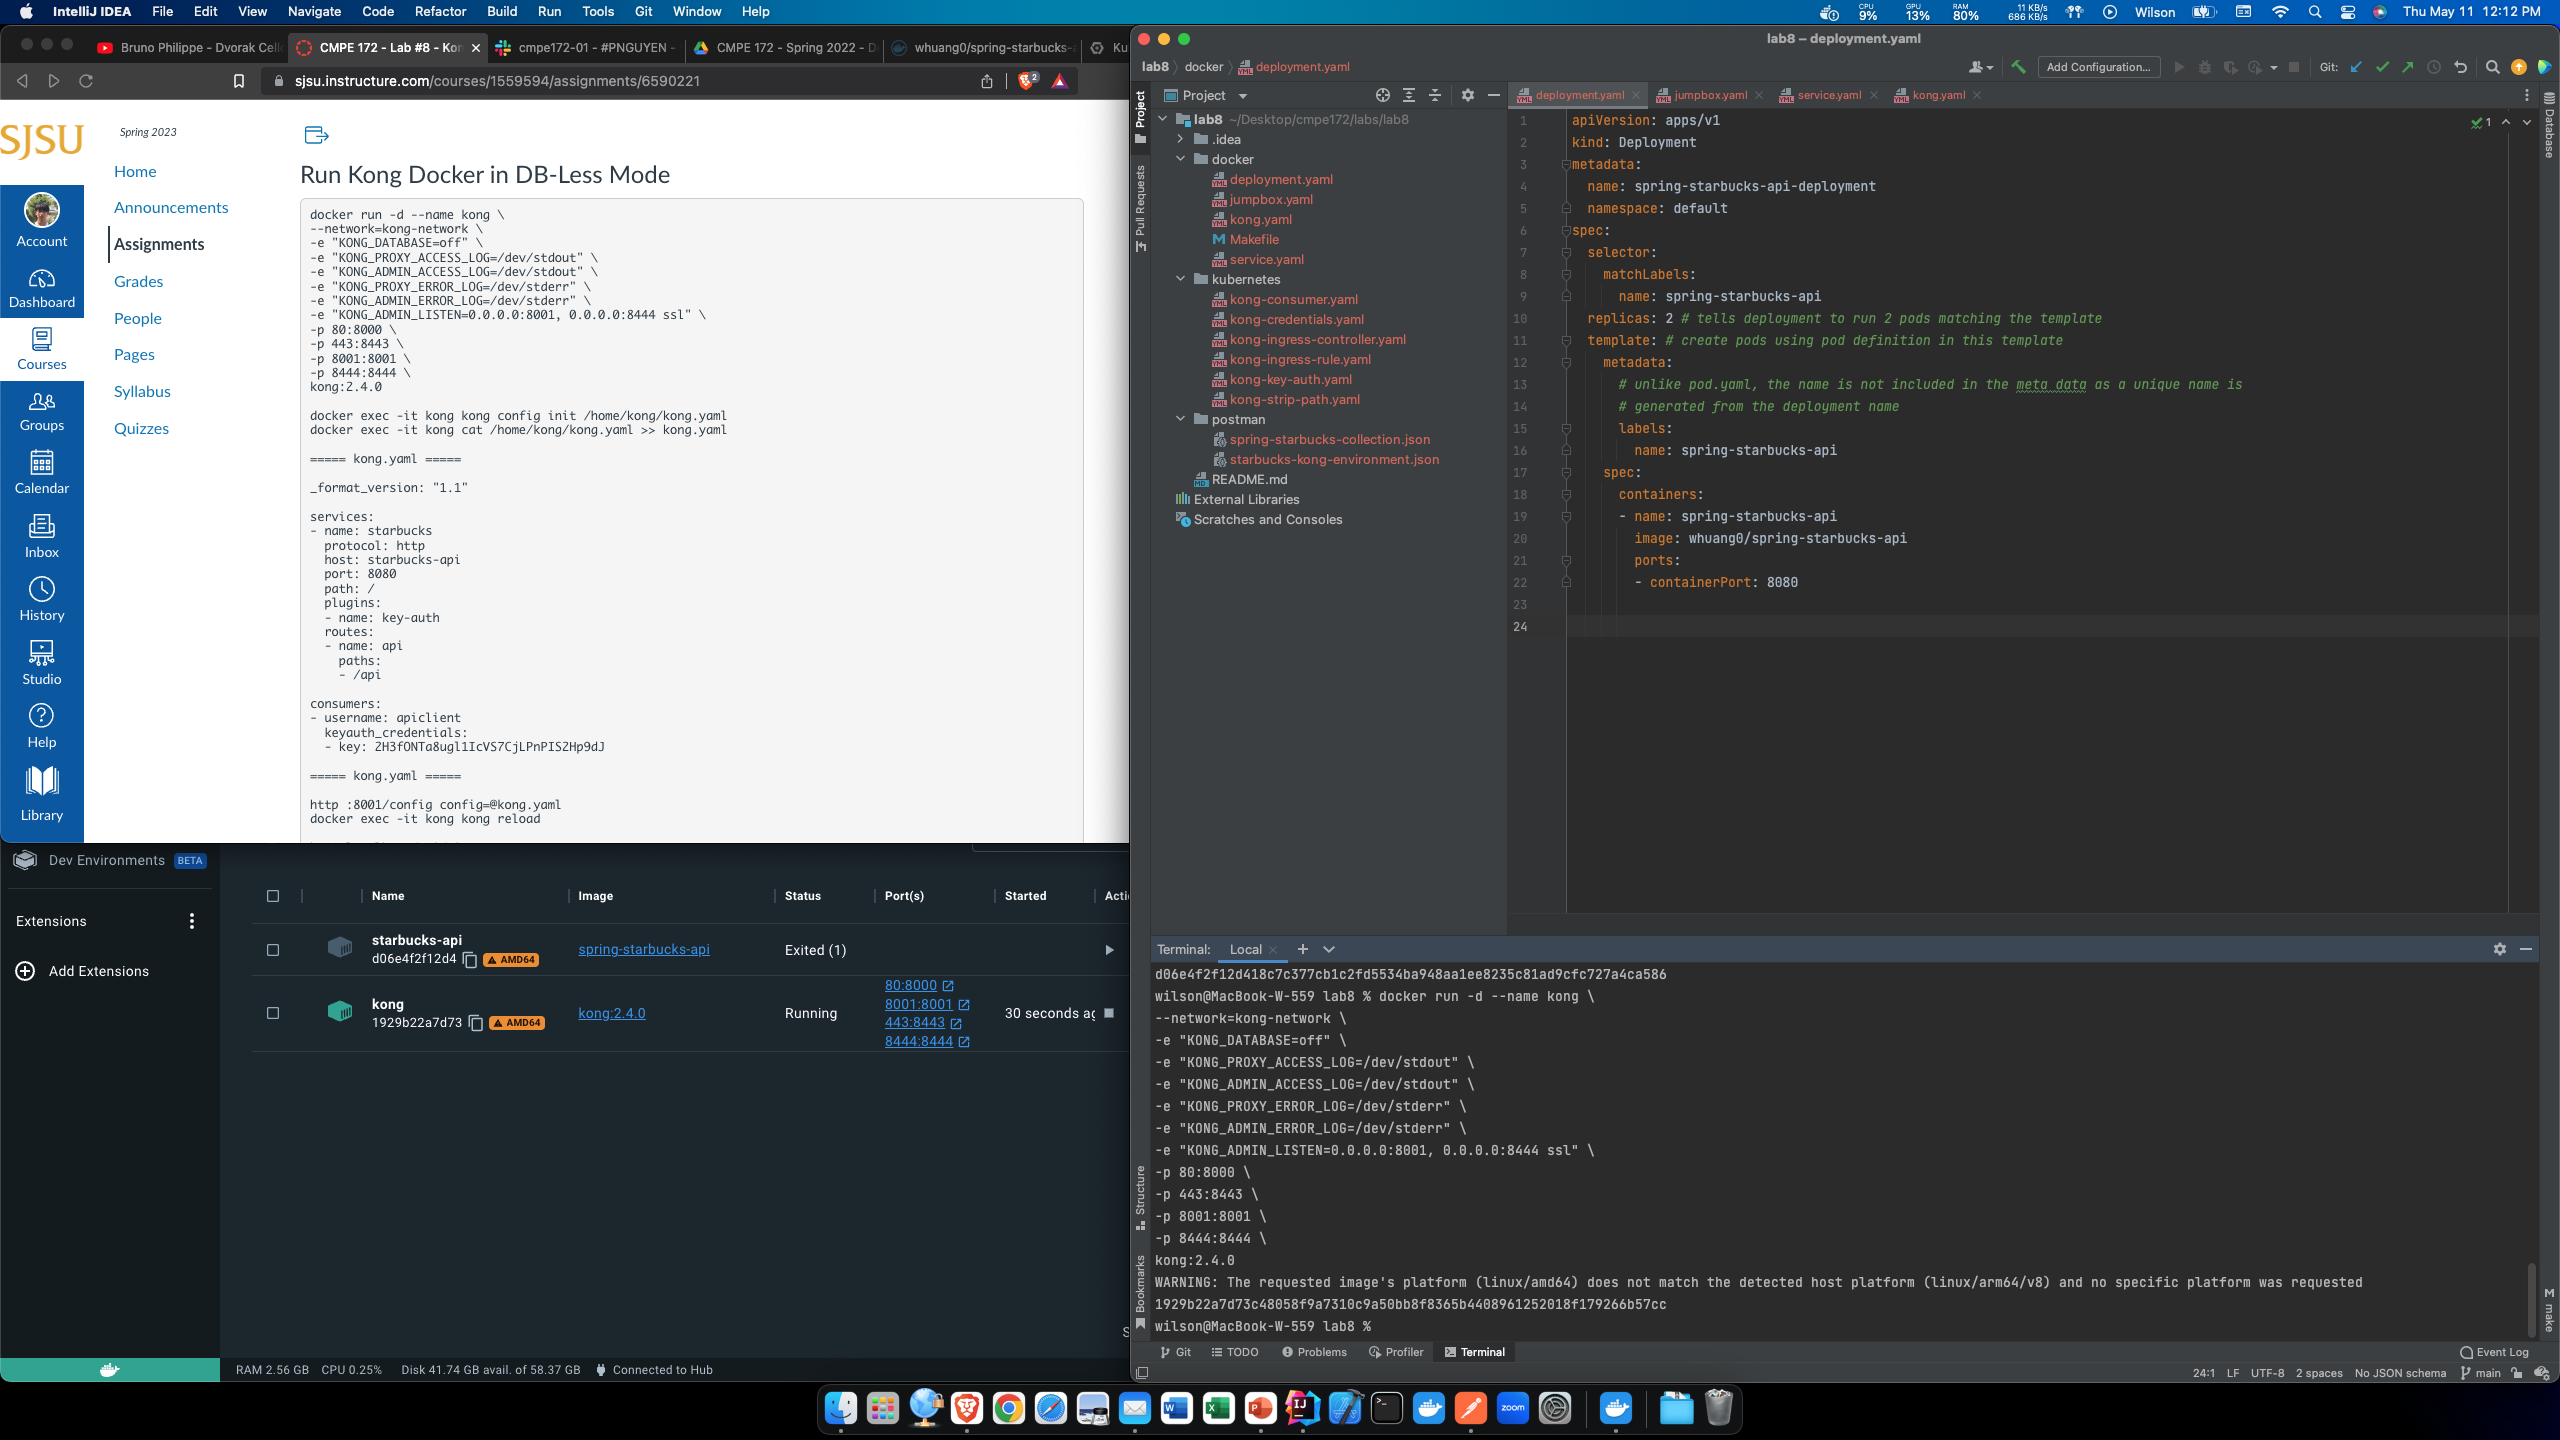 IntelliJ IDEA File Edit View Navigate Code Refactor Build Run Tools Git Window Help
CPU 9% GPU 13% RAM 80% 11 KB/s 686 KB/s Wilson Thu May 11 12:12 PM
Bruno Philippe - Dvorak Cell
CMPE 172 - Lab #8 - Kon
cmpe172-01 - #PNGUYEN -
CMPE 172 - Spring 2022 - D
whuang0/spring-starbucks-
Ku
sjsu.instructure.com/courses/1559594/assignments/6590221
2
SJSU
Account
Dashboard
Courses
Groups
Calendar
Inbox
History
Studio
Help
Library
Spring 2023
Home
Announcements
Assignments
Grades
People
Pages
Syllabus
Quizzes
Run Kong Docker in DB-Less Mode
docker run -d --name kong \
--network=kong-network \
-e "KONG_DATABASE=off" \
-e "KONG_PROXY_ACCESS_LOG=/dev/stdout" \
-e "KONG_ADMIN_ACCESS_LOG=/dev/stdout" \
-e "KONG_PROXY_ERROR_LOG=/dev/stderr" \
-e "KONG_ADMIN_ERROR_LOG=/dev/stderr" \
-e "KONG_ADMIN_LISTEN=0.0.0.0:8001, 0.0.0.0:8444 ssl" \
-p 80:8000 \
-p 443:8443 \
-p 8001:8001 \
-p 8444:8444 \
kong:2.4.0
docker exec -it kong kong config init /home/kong/kong.yaml
docker exec -it kong cat /home/kong/kong.yaml >> kong.yaml
===== kong.yaml =====
_format_version: "1.1"
services:
- name: starbucks
protocol: http
host: starbucks-api
port: 8080
path: /
plugins:
- name: key-auth
routes:
- name: api
paths:
- /api
consumers:
- username: apiclient
keyauth_credentials:
- key: 2H3fONTa8ugl1IcVS7CjLPnPIS2Hp9dJ
===== kong.yaml =====
http :8001/config config=@kong.yaml
docker exec -it kong kong reload
Dev Environments BETA
Extensions
Add Extensions
Name Image Status Port(s) Started Acti
starbucks-api
d06e4f2f12d4 AMD64
spring-starbucks-api
Exited (1)
kong
1929b22a7d73 AMD64
kong:2.4.0
Running
80:8000
8001:8001
443:8443
8444:8444
30 seconds ag
RAM 2.56 GB CPU 0.25% Disk 41.74 GB avail. of 58.37 GB Connected to Hub
lab8 – deployment.yaml
lab8 docker deployment.yaml
Add Configuration...
Git:
Project
Pull Requests
Structure
Bookmarks
Database
make
Project
lab8 ~/Desktop/cmpe172/labs/lab8
.idea
docker
deployment.yaml
jumpbox.yaml
kong.yaml
Makefile
service.yaml
kubernetes
kong-consumer.yaml
kong-credentials.yaml
kong-ingress-controller.yaml
kong-ingress-rule.yaml
kong-key-auth.yaml
kong-strip-path.yaml
postman
spring-starbucks-collection.json
starbucks-kong-environment.json
README.md
External Libraries
Scratches and Consoles
deployment.yaml jumpbox.yaml service.yaml kong.yaml
1
1 apiVersion: apps/v1
2 kind: Deployment
3 metadata:
4 name: spring-starbucks-api-deployment
5 namespace: default
6 spec:
7 selector:
8 matchLabels:
9 name: spring-starbucks-api
10 replicas: 2 # tells deployment to run 2 pods matching the template
11 template: # create pods using pod definition in this template
12 metadata:
13 # unlike pod.yaml, the name is not included in the meta data as a unique name is
14 # generated from the deployment name
15 labels:
16 name: spring-starbucks-api
17 spec:
18 containers:
19 - name: spring-starbucks-api
20 image: whuang0/spring-starbucks-api
21 ports:
22 - containerPort: 8080
23
24
Terminal: Local
d06e4f2f12d418c7c377cb1c2fd5534ba948aa1ee8235c81ad9cfc727a4ca586
wilson@MacBook-W-559 lab8 % docker run -d --name kong \
--network=kong-network \
-e "KONG_DATABASE=off" \
-e "KONG_PROXY_ACCESS_LOG=/dev/stdout" \
-e "KONG_ADMIN_ACCESS_LOG=/dev/stdout" \
-e "KONG_PROXY_ERROR_LOG=/dev/stderr" \
-e "KONG_ADMIN_ERROR_LOG=/dev/stderr" \
-e "KONG_ADMIN_LISTEN=0.0.0.0:8001, 0.0.0.0:8444 ssl" \
-p 80:8000 \
-p 443:8443 \
-p 8001:8001 \
-p 8444:8444 \
kong:2.4.0
WARNING: The requested image's platform (linux/amd64) does not match the detected host platform (linux/arm64/v8) and no specific platform was requested
1929b22a7d73c48058f9a7310c9a50bb8f8365b4408961252018f179266b57cc
wilson@MacBook-W-559 lab8 %
Git TODO Problems Profiler Terminal Event Log
24:1 LF UTF-8 2 spaces No JSON schema main
zoom